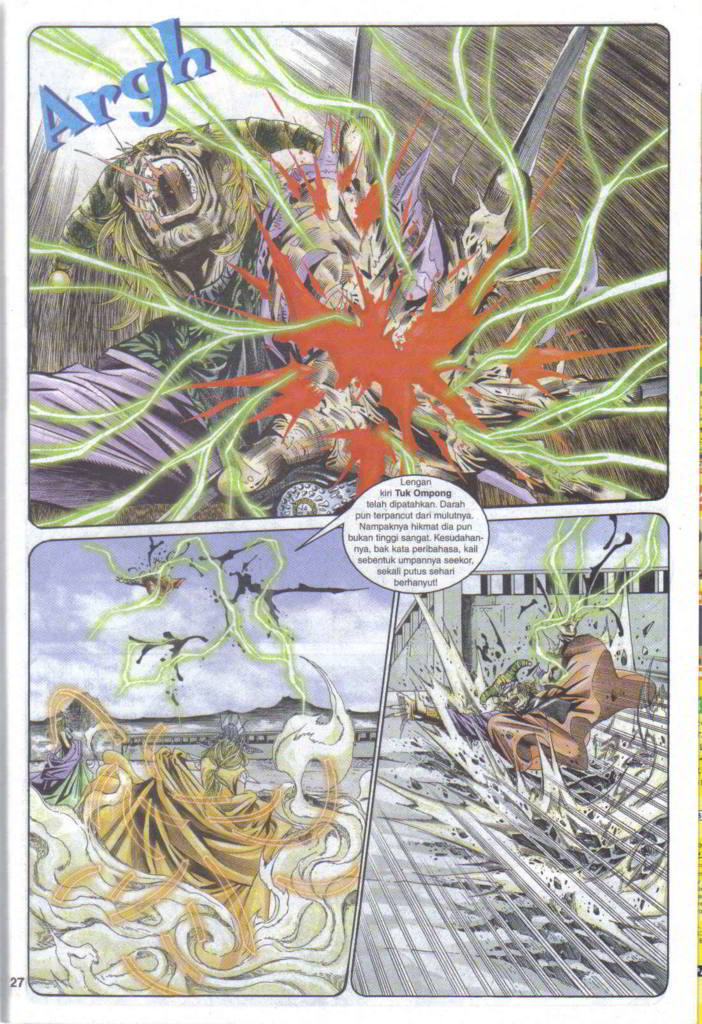 Argh
Lengan
kiri Tuk Ompong
telah dipatahkan. Darah
pun terpancut dari mulutnya.
Nampaknya hikmat dia pun
bukan tinggi sangat. Kesudahan-
nya, bak kata peribahasa, kail
sebentuk umpannya seekor,
sekali putus sehari
berhanyut!
27